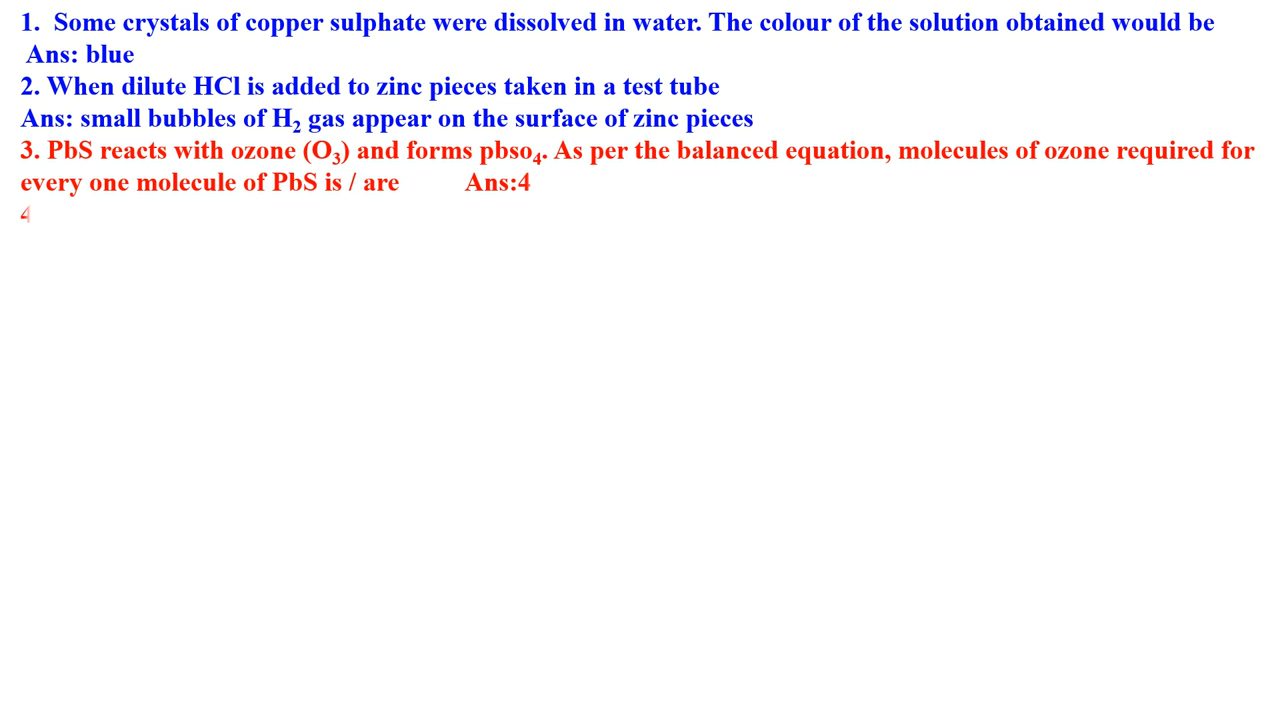 1.  Some crystals of copper sulphate were dissolved in water. The colour of the solution obtained would be
Ans: blue
2. When dilute HCl is added to zinc pieces taken in a test tube
Ans: small bubbles of H₂ gas appear on the surface of zinc pieces
3. PbS reacts with ozone (O₃) and forms pbso₄. As per the balanced equation, molecules of ozone required for
every one molecule of PbS is / are          Ans:4
4